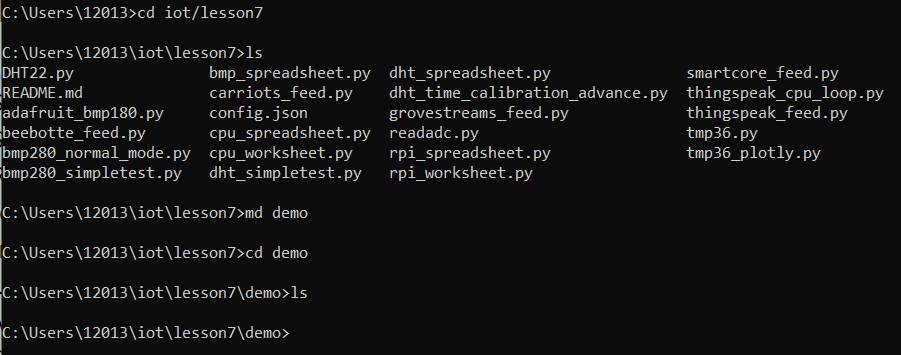 C:\Users\12013>cd iot/lesson7
C:\Users\12013\iot\lesson7>ls
DHT22.py bmp_spreadsheet.py dht_spreadsheet.py smartcore_feed.py
README.md carriots_feed.py dht_time_calibration_advance.py thingspeak_cpu_loop.py
adafruit_bmp180.py config.json grovestreams_feed.py thingspeak_feed.py
beebotte_feed.py cpu_spreadsheet.py readadc.py tmp36.py
bmp280_normal_mode.py cpu_worksheet.py rpi_spreadsheet.py tmp36_plotly.py
bmp280_simpletest.py dht_simpletest.py rpi_worksheet.py
C:\Users\12013\iot\lesson7>md demo
C:\Users\12013\iot\lesson7>cd demo
C:\Users\12013\iot\lesson7\demo>ls
C:\Users\12013\iot\lesson7\demo>